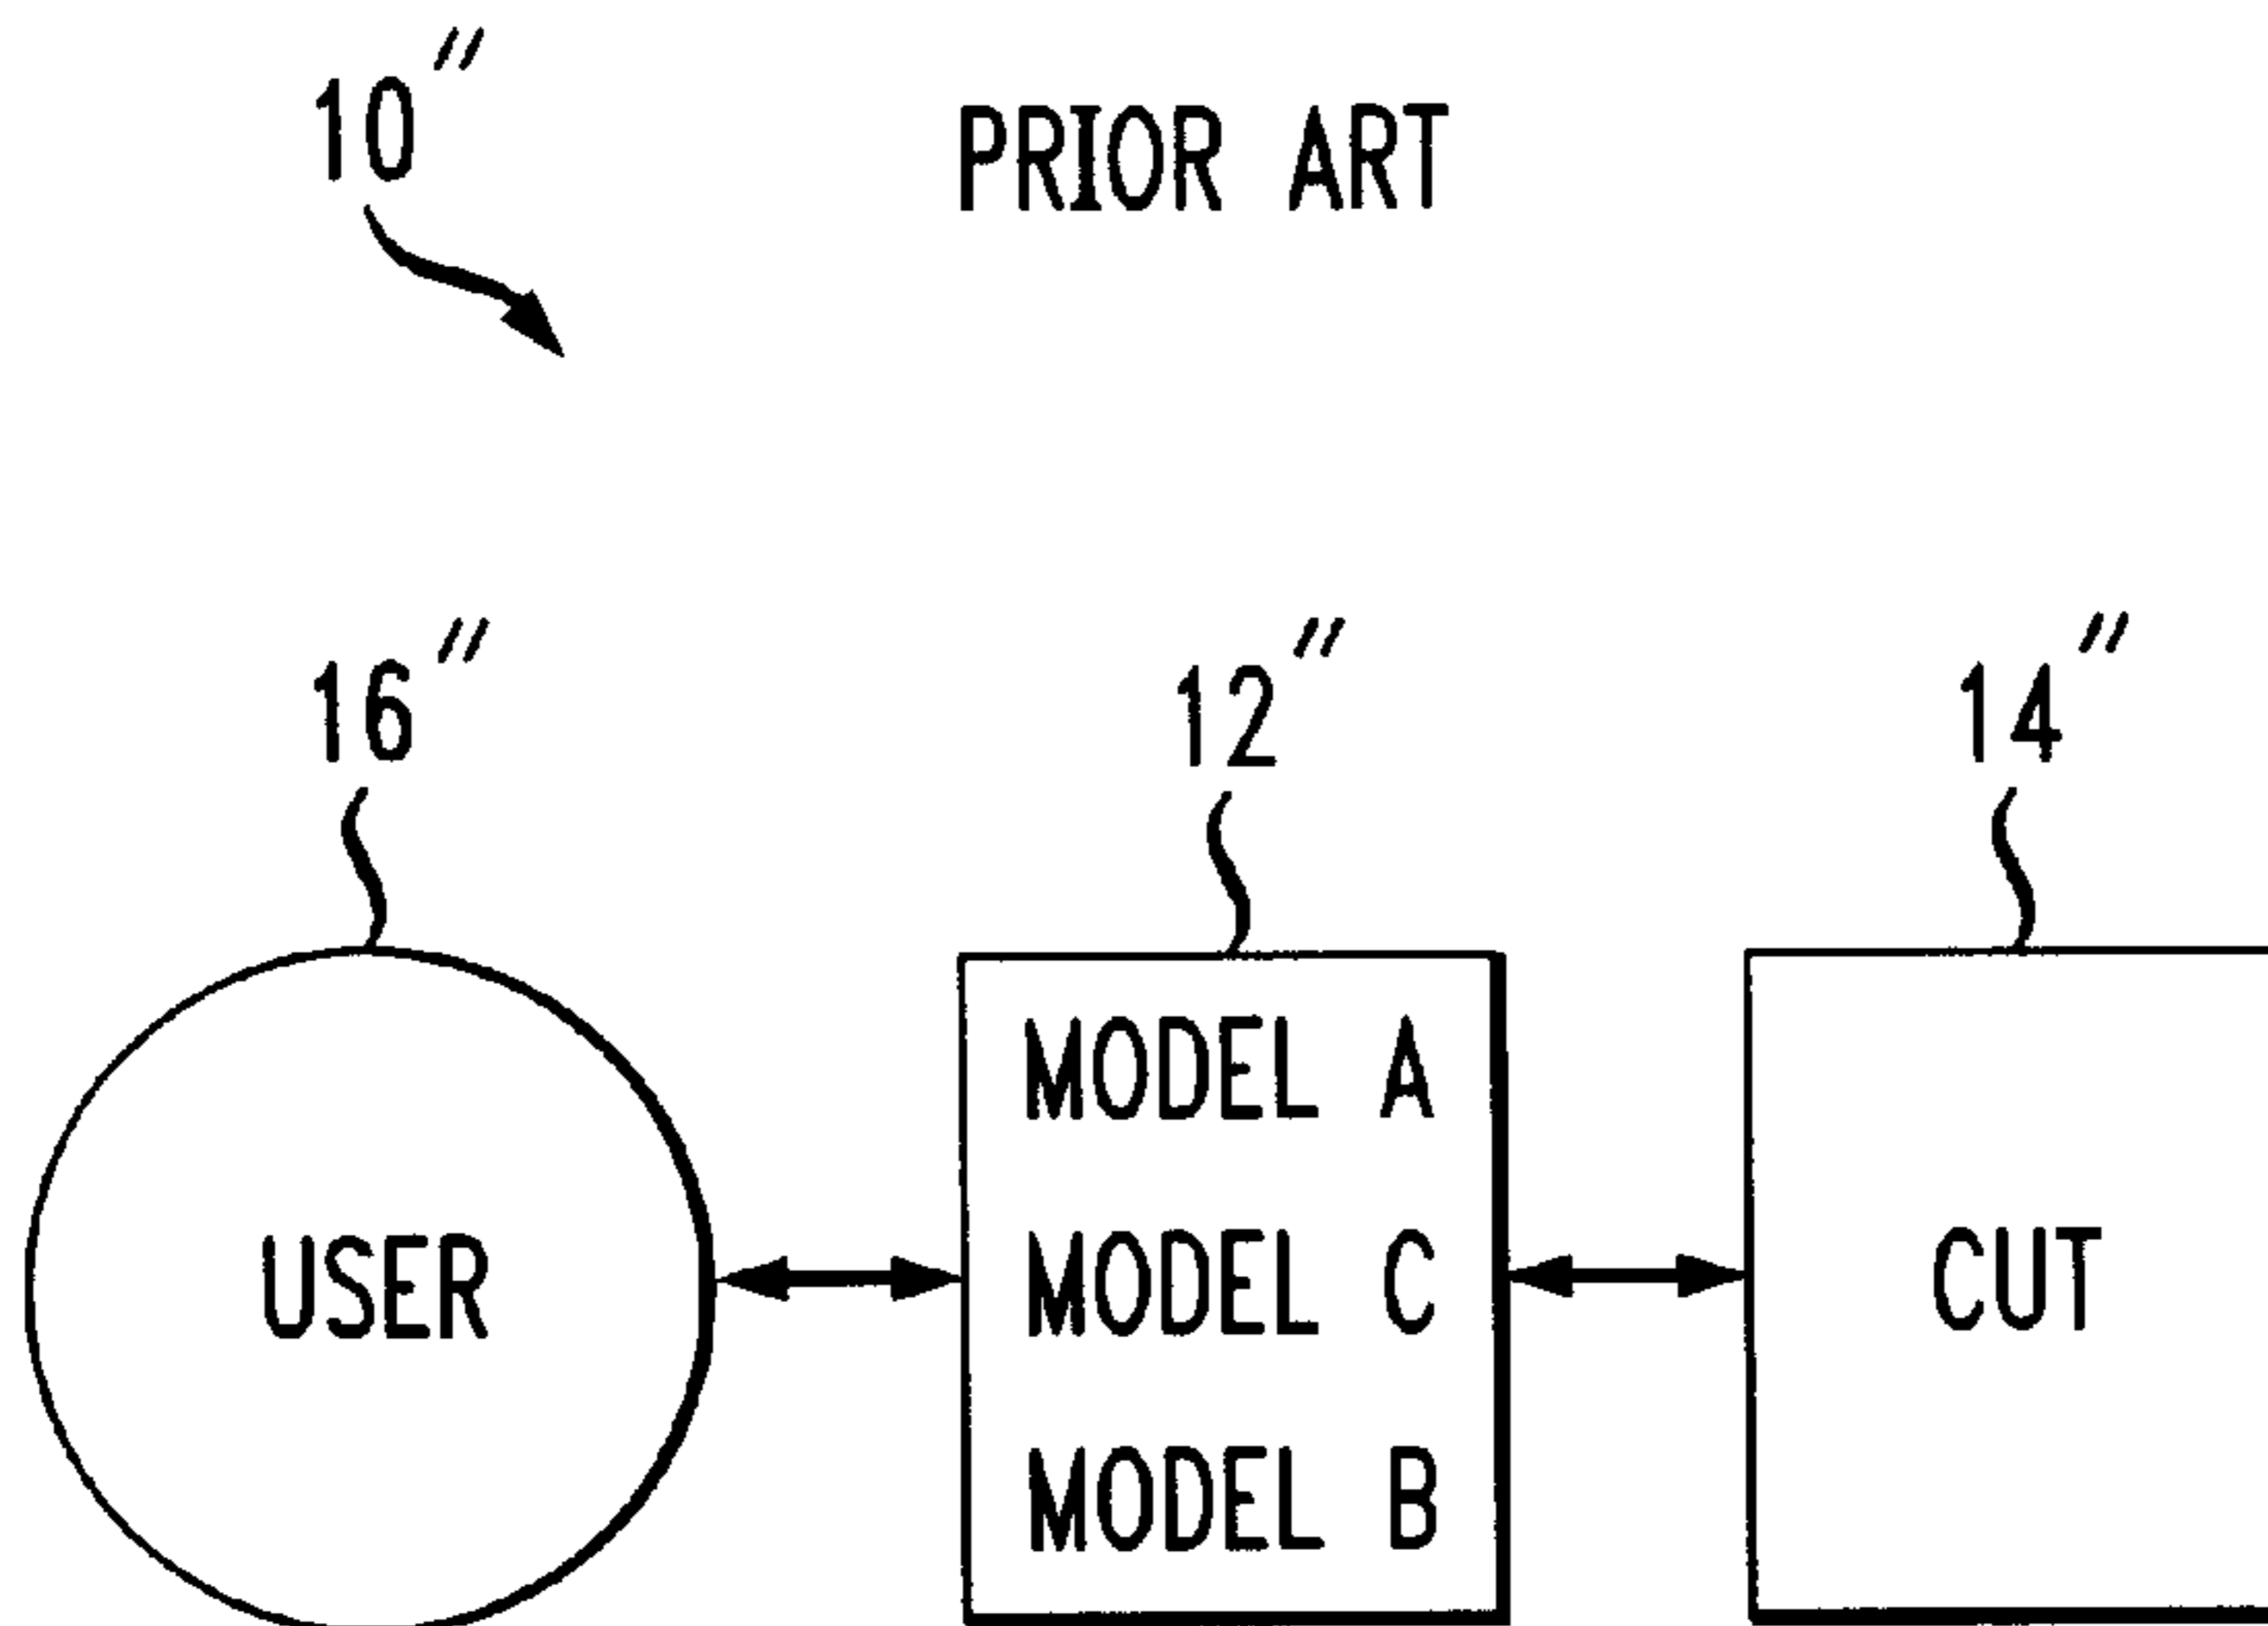 10″
PRIOR ART
16″
12″
14″
USER
MODEL A
MODEL C
MODEL B
CUT